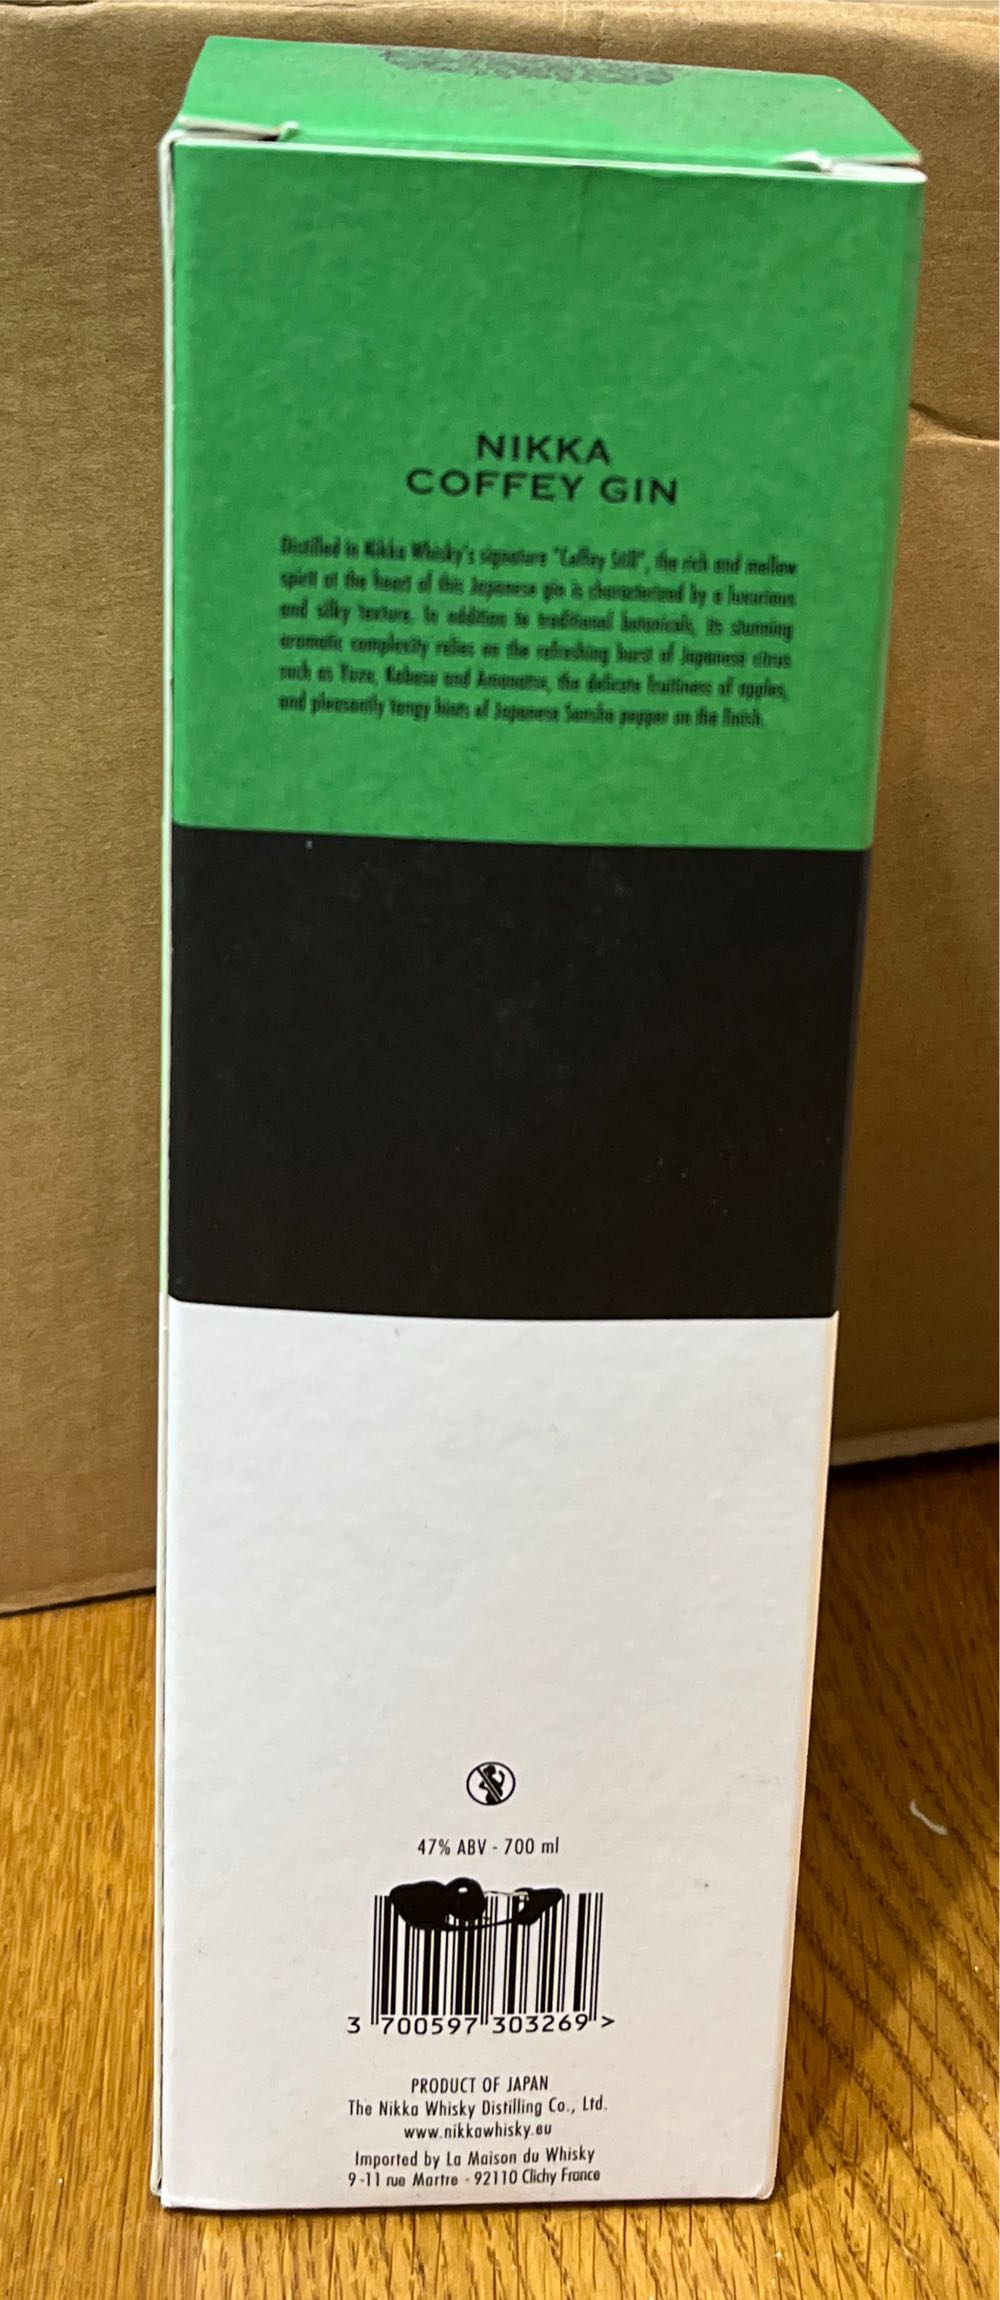 NIKKA
COFFEY GIN
Distilled in Nikka Whisky's signature "Coffey Still", the rich and mellow
spirit at the heart of this Japanese gin is characterized by a luxurious
and silky texture. In addition to traditional botanicals, its stunning
aromatic complexity relies on the refreshing burst of Japanese citrus
such as Yuzu, Kabosu and Amanatsu, the delicate fruitiness of apples,
and pleasantly tangy hints of Japanese Sansho pepper on the finish.
47% ABV - 700 ml
3 700597 303269 >
PRODUCT OF JAPAN
The Nikka Whisky Distilling Co., Ltd.
www.nikkawhisky.eu
Imported by La Maison du Whisky
9-11 rue Martre - 92110 Clichy France